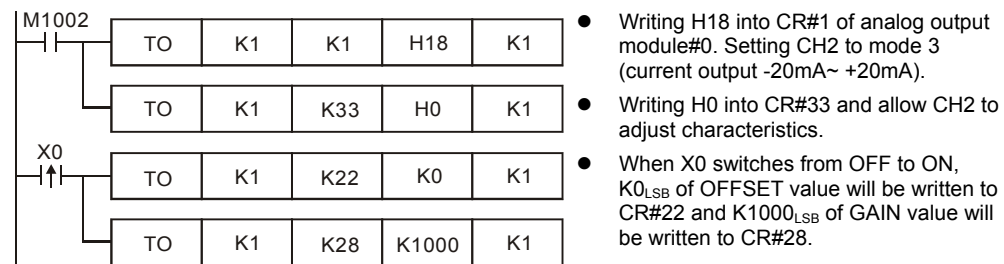 M1002
TO K1 K1 H18 K1
TO K1 K33 H0 K1
X0
TO K1 K22 K0 K1
TO K1 K28 K1000 K1
● Writing H18 into CR#1 of analog output
module#0. Setting CH2 to mode 3
(current output -20mA~ +20mA).
● Writing H0 into CR#33 and allow CH2 to
adjust characteristics.
● When X0 switches from OFF to ON,
K0LSB of OFFSET value will be written to
CR#22 and K1000LSB of GAIN value will
be written to CR#28.